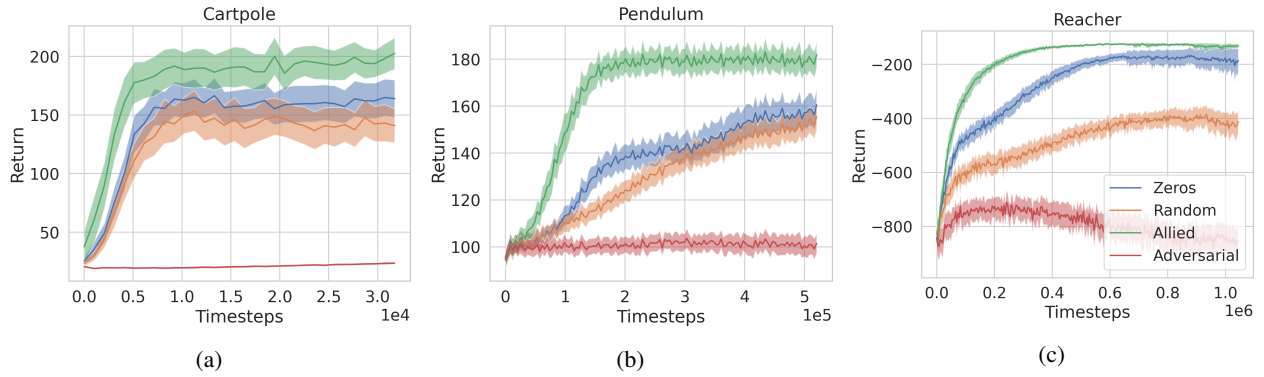 Cartpole
Return
200
150
100
50
0.0 0.5 1.0 1.5 2.0 2.5 3.0
Timesteps
1e4
(a)
Pendulum
Return
180
160
140
120
100
0 1 2 3 4 5
Timesteps
1e5
(b)
Reacher
Return
−200
−400
−600
−800
Zeros
Random
Allied
Adversarial
0.0 0.2 0.4 0.6 0.8 1.0
Timesteps
1e6
(c)